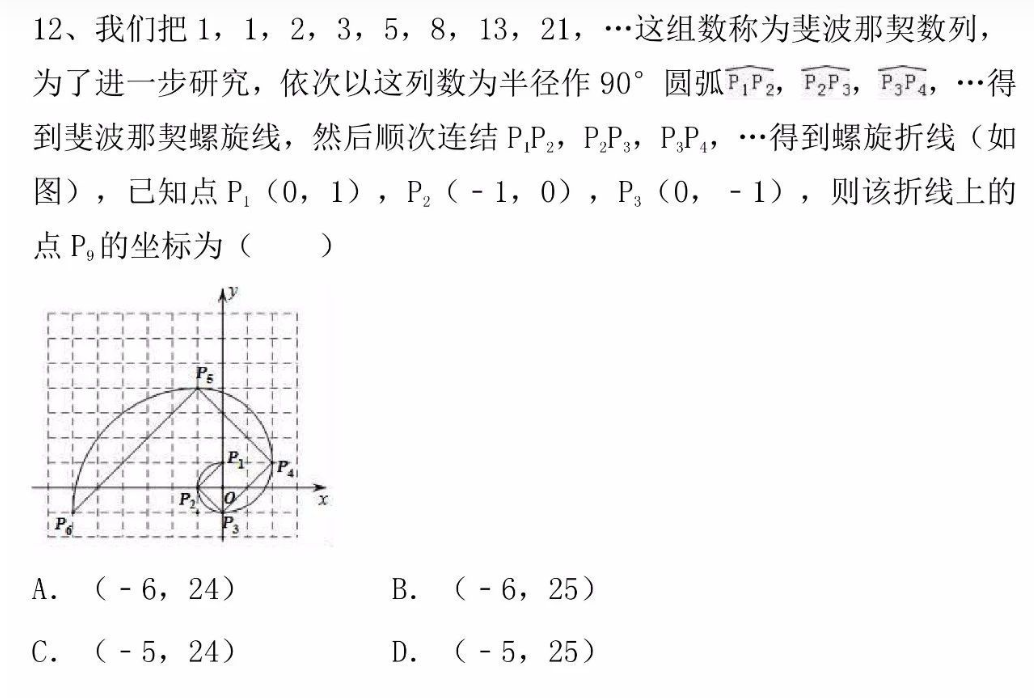 12、我们把 1，1，2，3，5，8，13，21，…这组数称为斐波那契数列，
为了进一步研究，依次以这列数为半径作 90° 圆弧P₁P₂，P₂P₃，P₃P₄，…得
到斐波那契螺旋线，然后顺次连结 P₁P₂，P₂P₃，P₃P₄，…得到螺旋折线（如
图），已知点 P₁（0，1），P₂（﹣1，0），P₃（0，﹣1），则该折线上的
点 P₉的坐标为（　　）
y
P₅
P₁
P₄
P₂
O
x
P₆
P₃
A．（﹣6，24）
B．（﹣6，25）
C．（﹣5，24）
D．（﹣5，25）